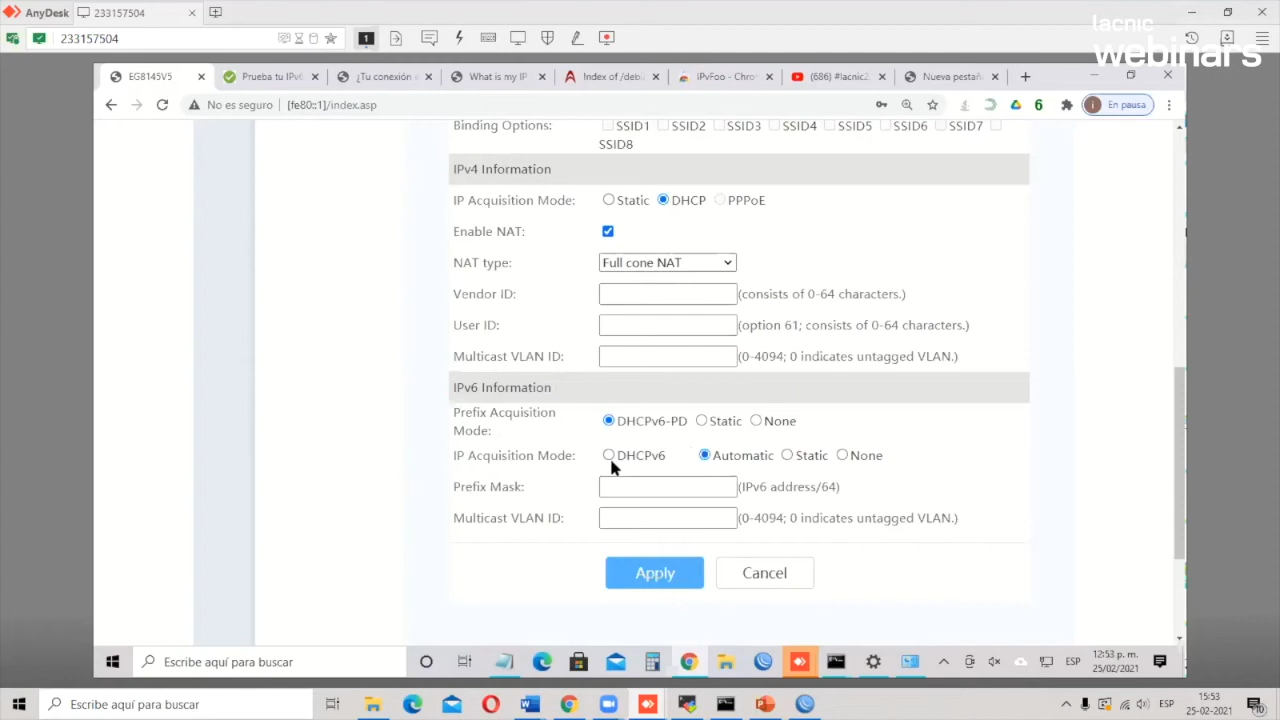 AnyDesk 233157504
lacnic
webinars
233157504 1
EG8145V5 Prueba tu IPv6 ¿Tu conexión e What is my IP Index of /deb IPvFoo - Chro (686) #lacnic2 Nueva pestañ
No es seguro [fe80::1]/index.asp 6 i En pausa
Binding Options: SSID1 SSID2 SSID3 SSID4 SSID5 SSID6 SSID7
SSID8
IPv4 Information
IP Acquisition Mode: Static DHCP PPPoE
Enable NAT:
NAT type: Full cone NAT
Vendor ID: (consists of 0-64 characters.)
User ID: (option 61; consists of 0-64 characters.)
Multicast VLAN ID: (0-4094; 0 indicates untagged VLAN.)
IPv6 Information
Prefix Acquisition
Mode: DHCPv6-PD Static None
IP Acquisition Mode: DHCPv6 Automatic Static None
Prefix Mask: (IPv6 address/64)
Multicast VLAN ID: (0-4094; 0 indicates untagged VLAN.)
Apply Cancel
Escribe aquí para buscar ESP 12:53 p. m.
25/02/2021
Escribe aquí para buscar ESP 15:53
25-02-2021